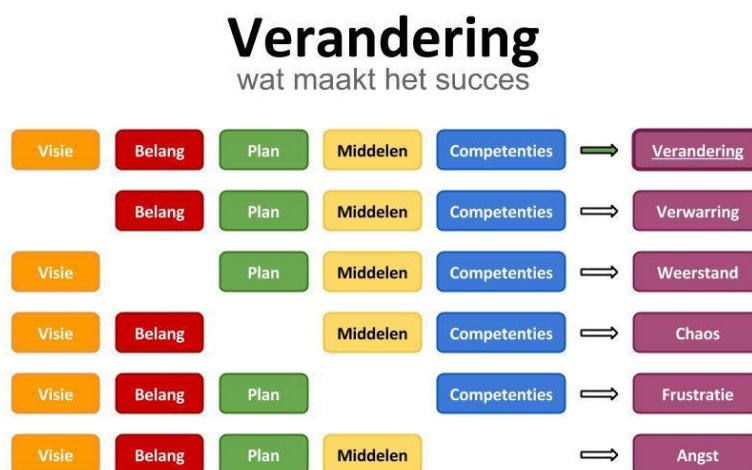 Verandering
wat maakt het succes
Visie Belang Plan Middelen Competenties Verandering
Belang Plan Middelen Competenties Verwarring
Visie Plan Middelen Competenties Weerstand
Visie Belang Middelen Competenties Chaos
Visie Belang Plan Competenties Frustratie
Visie Belang Plan Middelen Angst